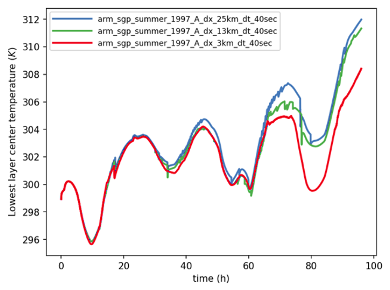 arm_sgp_summer_1997_A_dx_25km_dt_40sec
arm_sgp_summer_1997_A_dx_13km_dt_40sec
arm_sgp_summer_1997_A_dx_3km_dt_40sec
Lowest layer center temperature (K)
312
310
308
306
304
302
300
298
296
0 20 40 60 80 100
time (h)